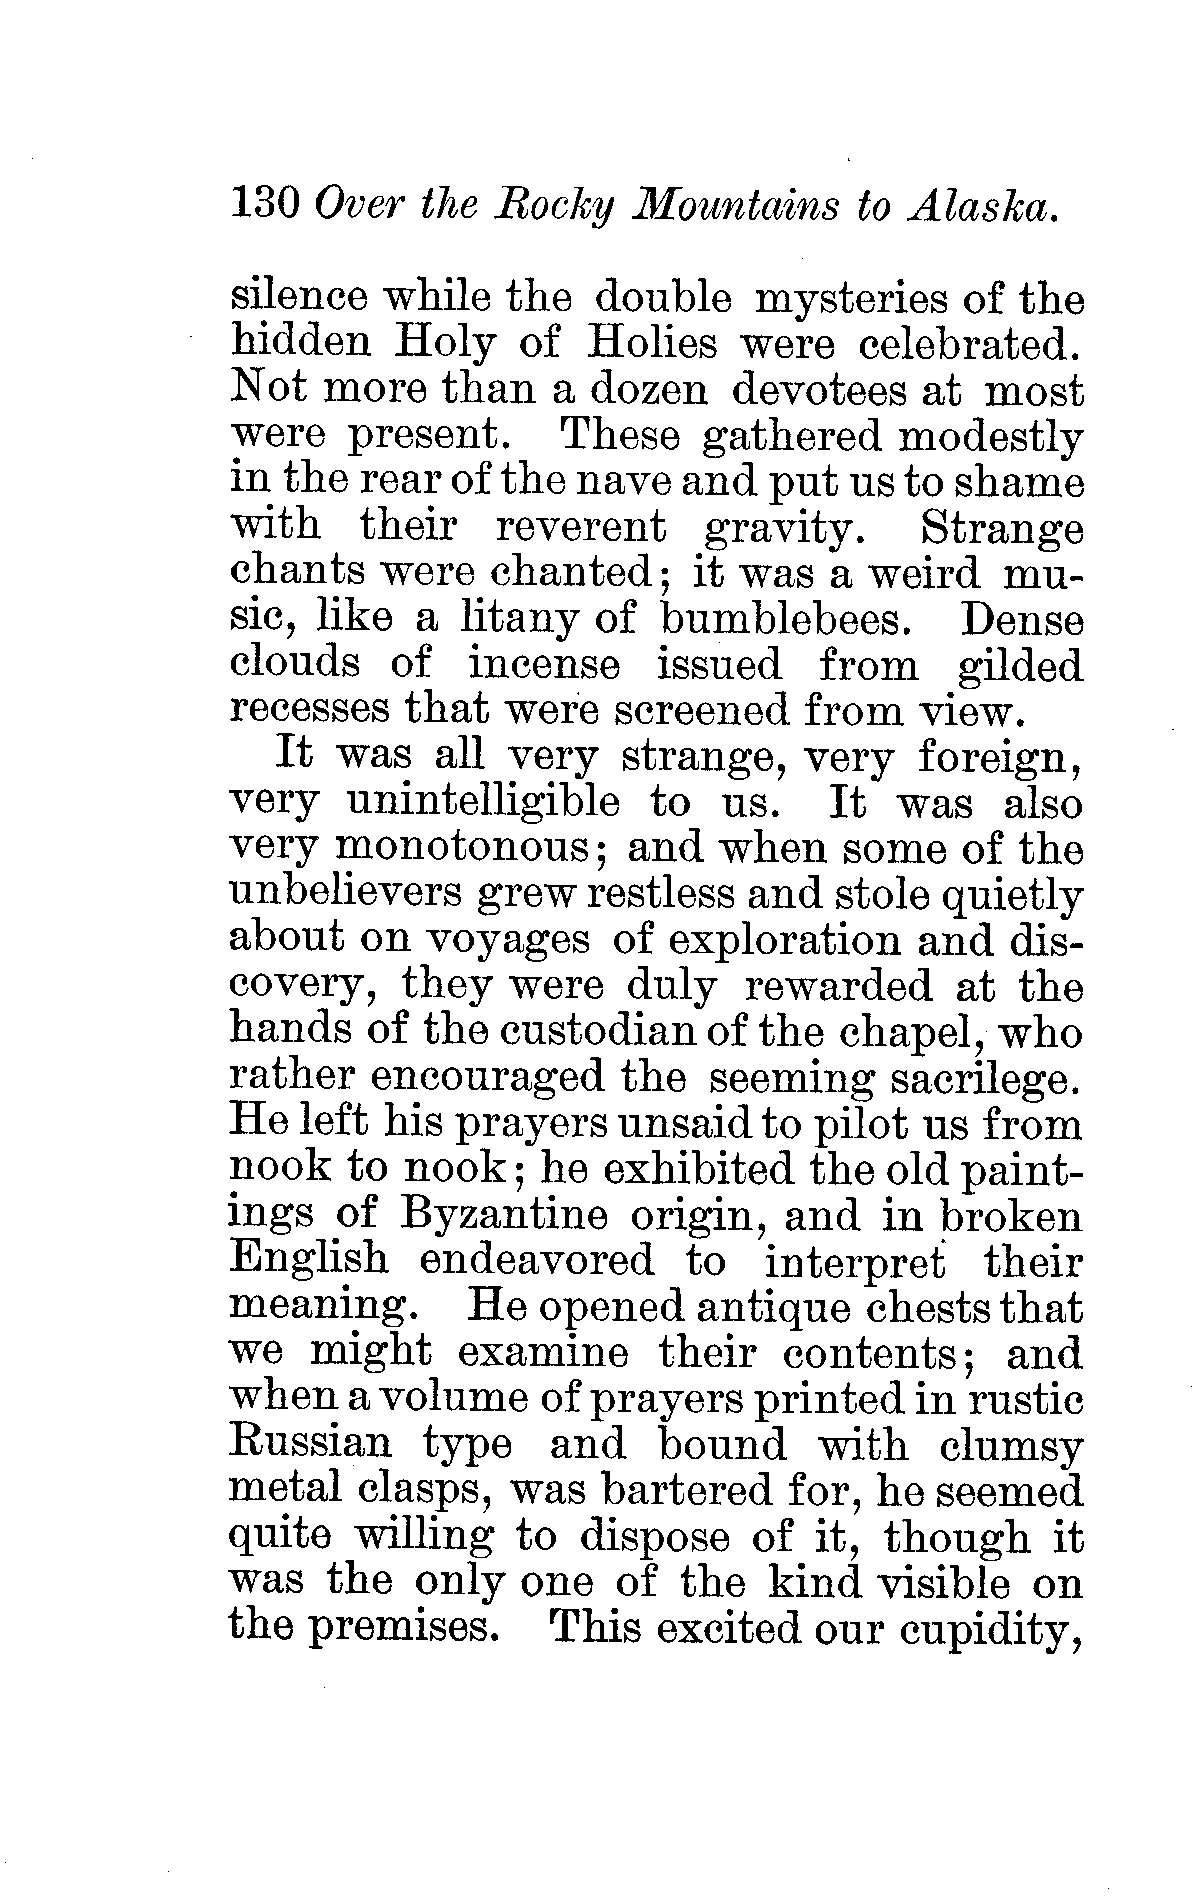 130 Over the Rocky Mountains to Alaska.
silence while the double mysteries of the
hidden Holy of Holies were celebrated.
Not more than a dozen devotees at most
were present. These gathered modestly
in the rear of the nave and put us to shame
with their reverent gravity. Strange
chants were chanted; it was a weird mu-
sic, like a litany of bumblebees. Dense
clouds of incense issued from gilded
recesses that were screened from view.
It was all very strange, very foreign,
very unintelligible to us. It was also
very monotonous; and when some of the
unbelievers grew restless and stole quietly
about on voyages of exploration and dis-
covery, they were duly rewarded at the
hands of the custodian of the chapel, who
rather encouraged the seeming sacrilege.
He left his prayers unsaid to pilot us from
nook to nook; he exhibited the old paint-
ings of Byzantine origin, and in broken
English endeavored to interpret their
meaning. He opened antique chests that
we might examine their contents; and
when a volume of prayers printed in rustic
Russian type and bound with clumsy
metal clasps, was bartered for, he seemed
quite willing to dispose of it, though it
was the only one of the kind visible on
the premises. This excited our cupidity,